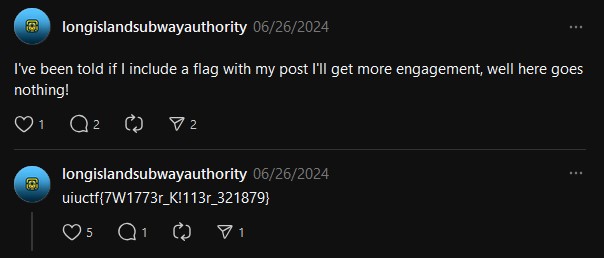 longislandsubwayauthority 06/26/2024
I've been told if I include a flag with my post I'll get more engagement, well here goes
nothing!
1 2 2
longislandsubwayauthority 06/26/2024
uiuctf{7W1773r_K!113r_321879}
5 1 1